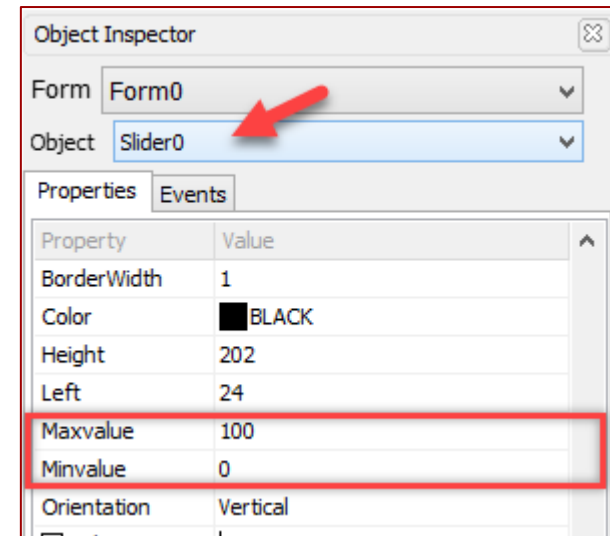 Object Inspector
Form Form0
Object Slider0
Properties Events
Property Value
BorderWidth 1
Color BLACK
Height 202
Left 24
Maxvalue 100
Minvalue 0
Orientation Vertical